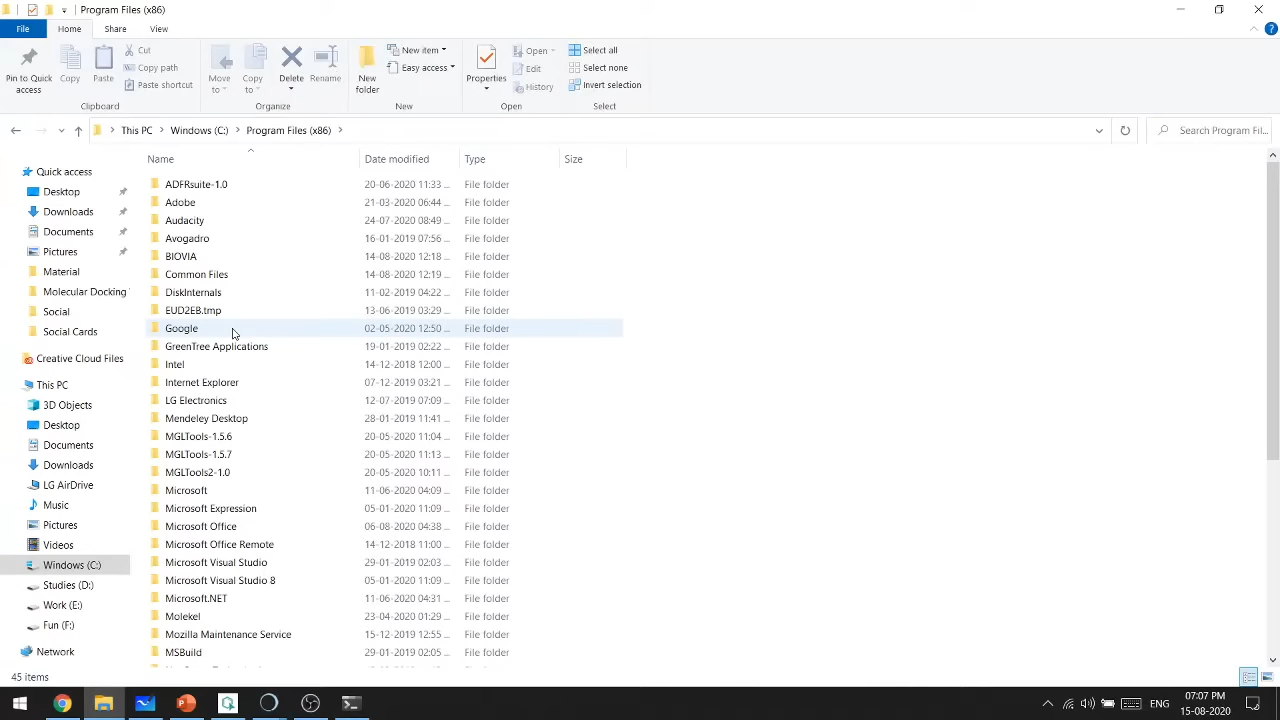 Program Files (x86)
File Home Share View
Pin to Quick access
Copy
Paste
Cut
Copy path
Paste shortcut
Clipboard
Move to
Copy to
Delete
Rename
Organize
New folder
New item
Easy access
New
Properties
Open
Edit
History
Open
Select all
Select none
Invert selection
Select
This PC > Windows (C:) > Program Files (x86) >
Search Program Fil...
Name Date modified Type Size
Quick access
Desktop
Downloads
Documents
Pictures
Material
Molecular Docking
Social
Social Cards
Creative Cloud Files
This PC
3D Objects
Desktop
Documents
Downloads
LG AirDrive
Music
Pictures
Videos
Windows (C:)
Studies (D:)
Work (E:)
Fun (F:)
Network
ADFRsuite-1.0 20-06-2020 11:33 ... File folder
Adobe 21-03-2020 06:44 ... File folder
Audacity 24-07-2020 08:49 ... File folder
Avogadro 16-01-2019 07:56 ... File folder
BIOVIA 14-08-2020 12:18 ... File folder
Common Files 14-08-2020 12:19 ... File folder
DiskInternals 11-02-2019 04:22 ... File folder
EUD2EB.tmp 13-06-2019 03:29 ... File folder
Google 02-05-2020 12:50 ... File folder
GreenTree Applications 19-01-2019 02:22 ... File folder
Intel 14-12-2018 12:00 ... File folder
Internet Explorer 07-12-2019 03:21 ... File folder
LG Electronics 12-07-2019 07:09 ... File folder
Mendeley Desktop 28-01-2019 11:41 ... File folder
MGLTools-1.5.6 20-05-2020 11:04 ... File folder
MGLTools-1.5.7 20-05-2020 11:13 ... File folder
MGLTools2-1.0 20-05-2020 10:11 ... File folder
Microsoft 11-06-2020 04:09 ... File folder
Microsoft Expression 05-01-2020 11:09 ... File folder
Microsoft Office 06-08-2020 04:38 ... File folder
Microsoft Office Remote 14-12-2018 11:00 ... File folder
Microsoft Visual Studio 29-01-2019 02:03 ... File folder
Microsoft Visual Studio 8 05-01-2020 11:09 ... File folder
Microsoft.NET 11-06-2020 04:31 ... File folder
Molekel 23-04-2020 01:29 ... File folder
Mozilla Maintenance Service 15-12-2019 12:55 ... File folder
MSBuild 29-01-2019 02:05 ... File folder
45 items
ENG
07:07 PM
15-08-2020